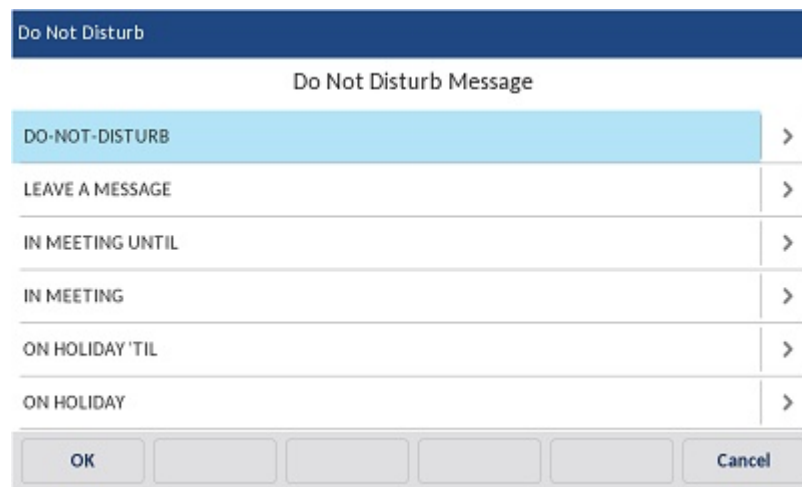 Do Not Disturb
Do Not Disturb Message
DO-NOT-DISTURB
LEAVE A MESSAGE
IN MEETING UNTIL
IN MEETING
ON HOLIDAY 'TIL
ON HOLIDAY
OK Cancel